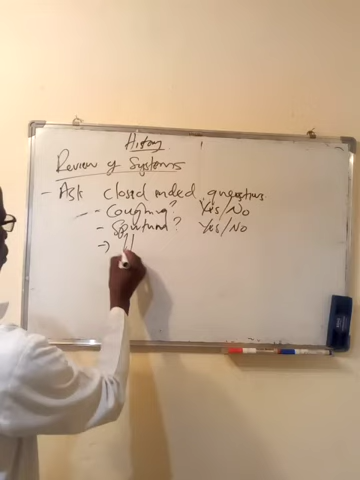 History
Review of Systems
- Ask closed ended questions
- Coughing? Yes/No
- Sputum? Yes/No